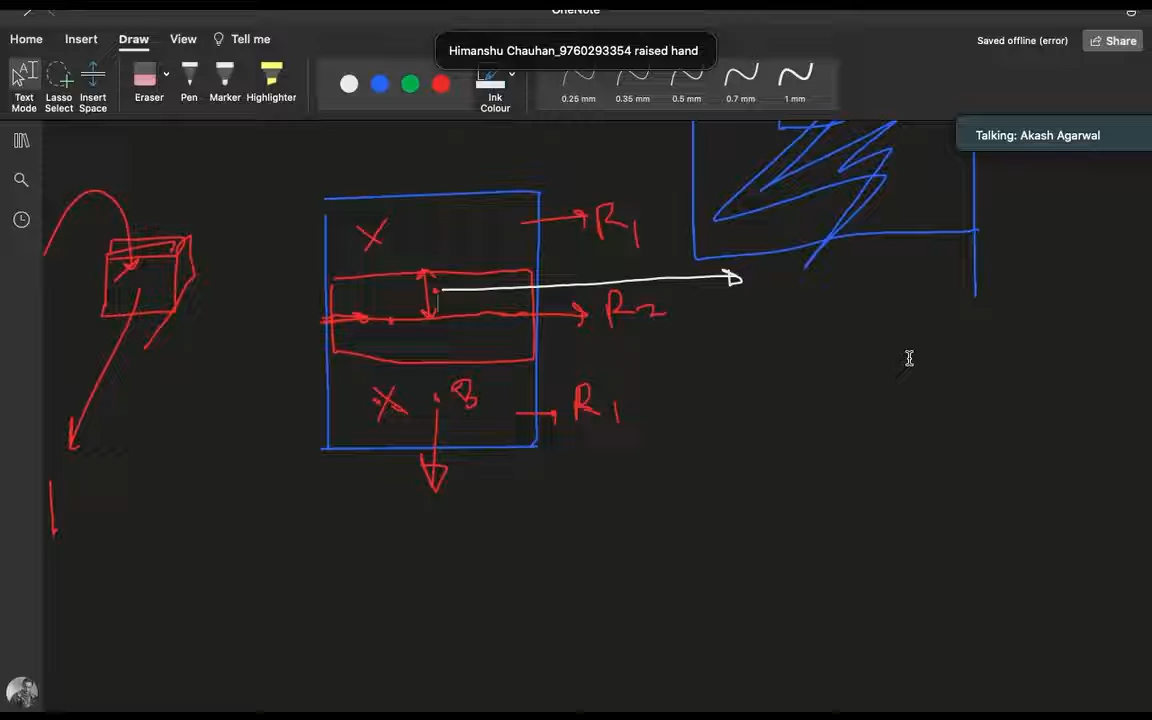 OneNote
Himanshu Chauhan_9760293354 raised hand
Home Insert Draw View Tell me
Saved offline (error) Share
Text Mode
Lasso Select
Insert Space
Eraser
Pen
Marker
Highlighter
Ink Colour
0.25 mm 0.35 mm 0.5 mm 0.7 mm 1 mm
Talking: Akash Agarwal
X
R1
R2
X
R1